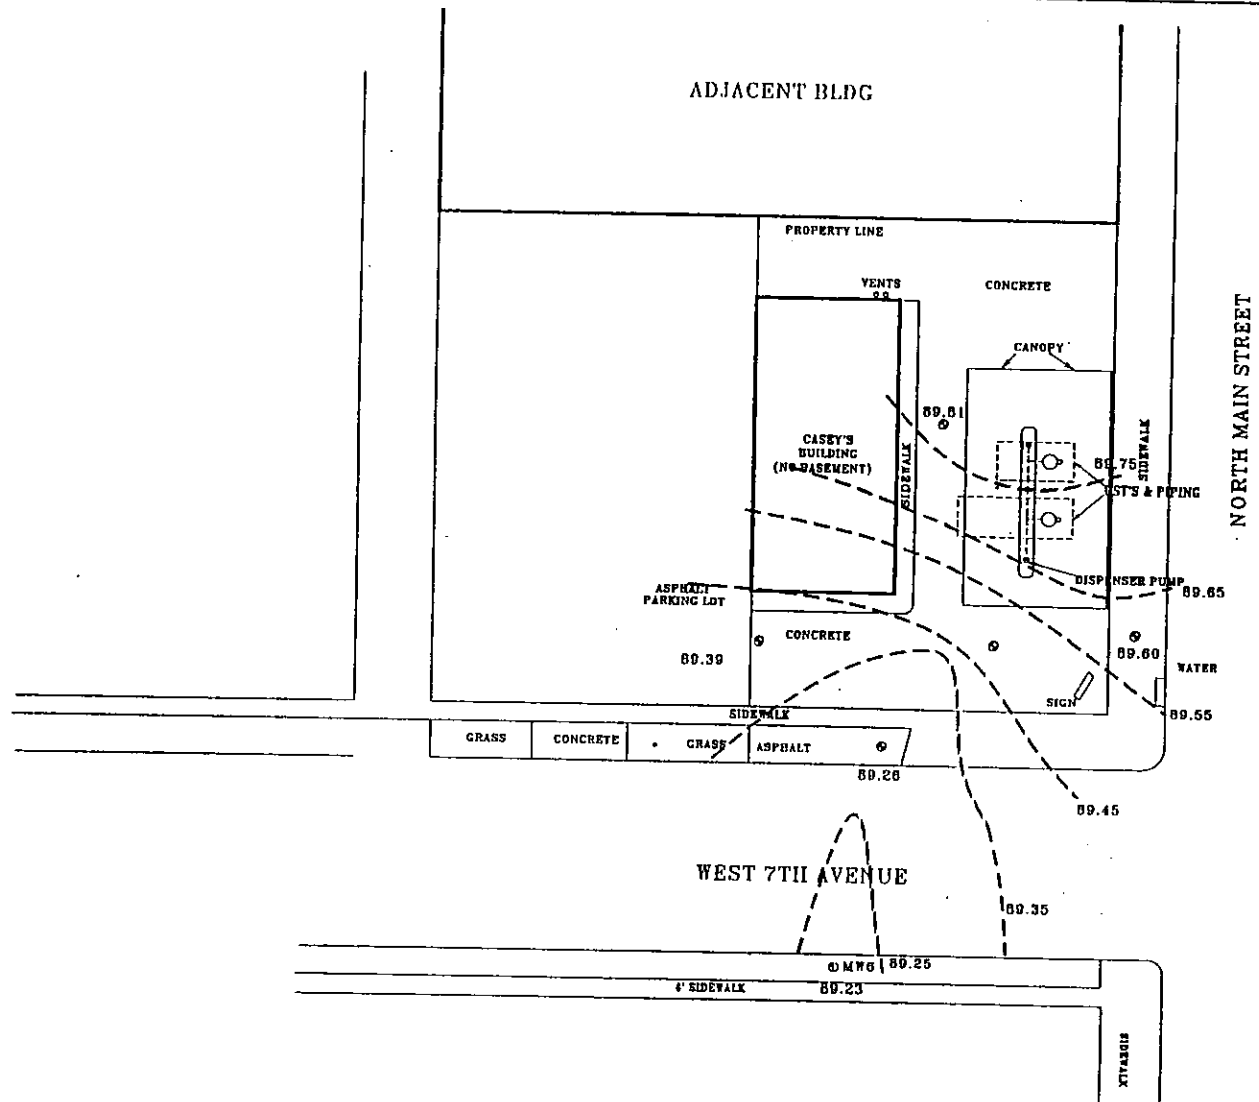 ADJACENT BLDG
PROPERTY LINE
VENTS
CONCRETE
NORTH MAIN STREET
CANOPY
89.81
CASEY'S
BUILDING
(NO BASEMENT)
SIDEWALK
SIDEWALK
89.75
UST'S & PIPING
DISPENSER PUMP
89.65
ASPHALT
PARKING LOT
CONCRETE
89.39
89.60
WATER
SIGN
89.55
SIDEWALK
GRASS
CONCRETE
GRASS
ASPHALT
89.26
89.45
WEST 7TH AVENUE
89.35
MW6
89.25
4' SIDEWALK
89.23
SIDEWALK